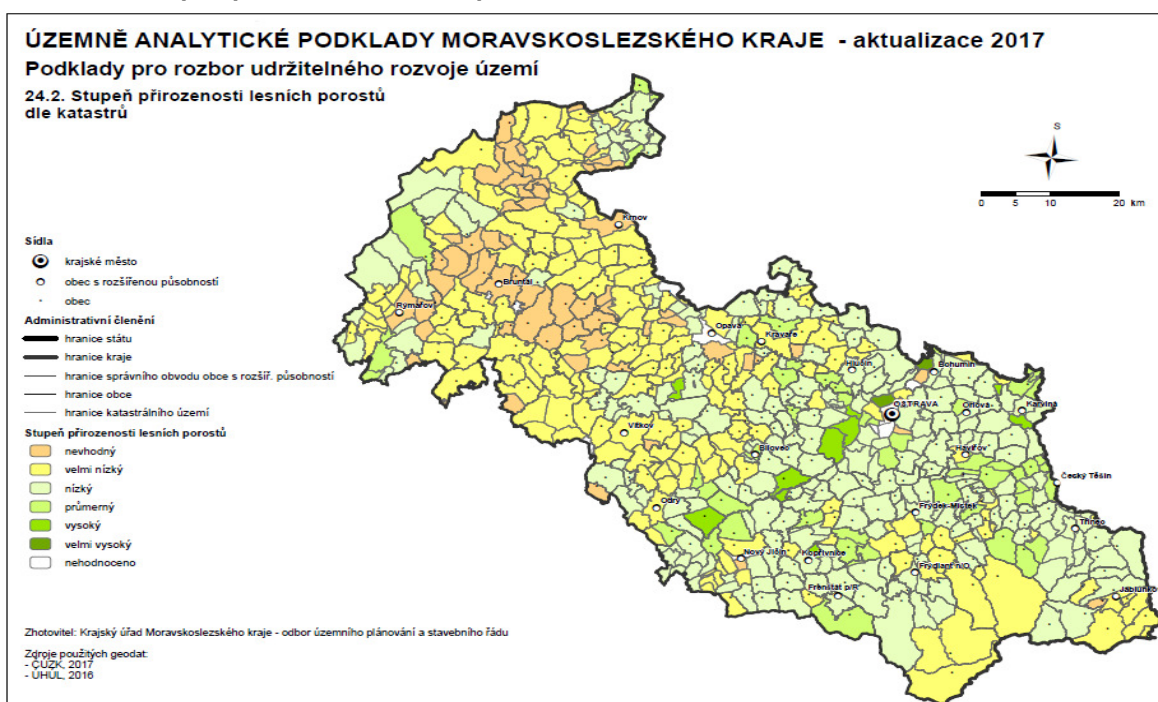 ÚZEMNĚ ANALYTICKÉ PODKLADY MORAVSKOSLEZSKÉHO KRAJE - aktualizace 2017
Podklady pro rozbor udržitelného rozvoje území
24.2. Stupeň přirozenosti lesních porostů
dle katastrů
S
0 5 10 20 km
Sídla
krajské město
obec s rozšířenou působností
obec
Administrativní členění
hranice státu
hranice kraje
hranice správního obvodu obce s rozšíř. působností
hranice obce
hranice katastrálního území
Stupeň přirozenosti lesních porostů
nevhodný
velmi nízký
nízký
průmerný
vysoký
velmi vysoký
nehodnoceno
Krnov
Bruntál
Rýmařov
Opava
Kravaře
Hlučín
Bohumín
OSTRAVA
Orlová
Karviná
Vítkov
Bílovec
Havířov
Český Těšín
Odry
Frýdek-Místek
Třinec
Nový Jičín
Kopřivnice
Frýdlant n/O
Frenštát p/R
Jablunko
Zhotovitel: Krajský úřad Moravskoslezského kraje - odbor územního plánování a stavebního řádu
Zdroje použitých geodat:
- ČÚZK, 2017
- ÚHÚL, 2016